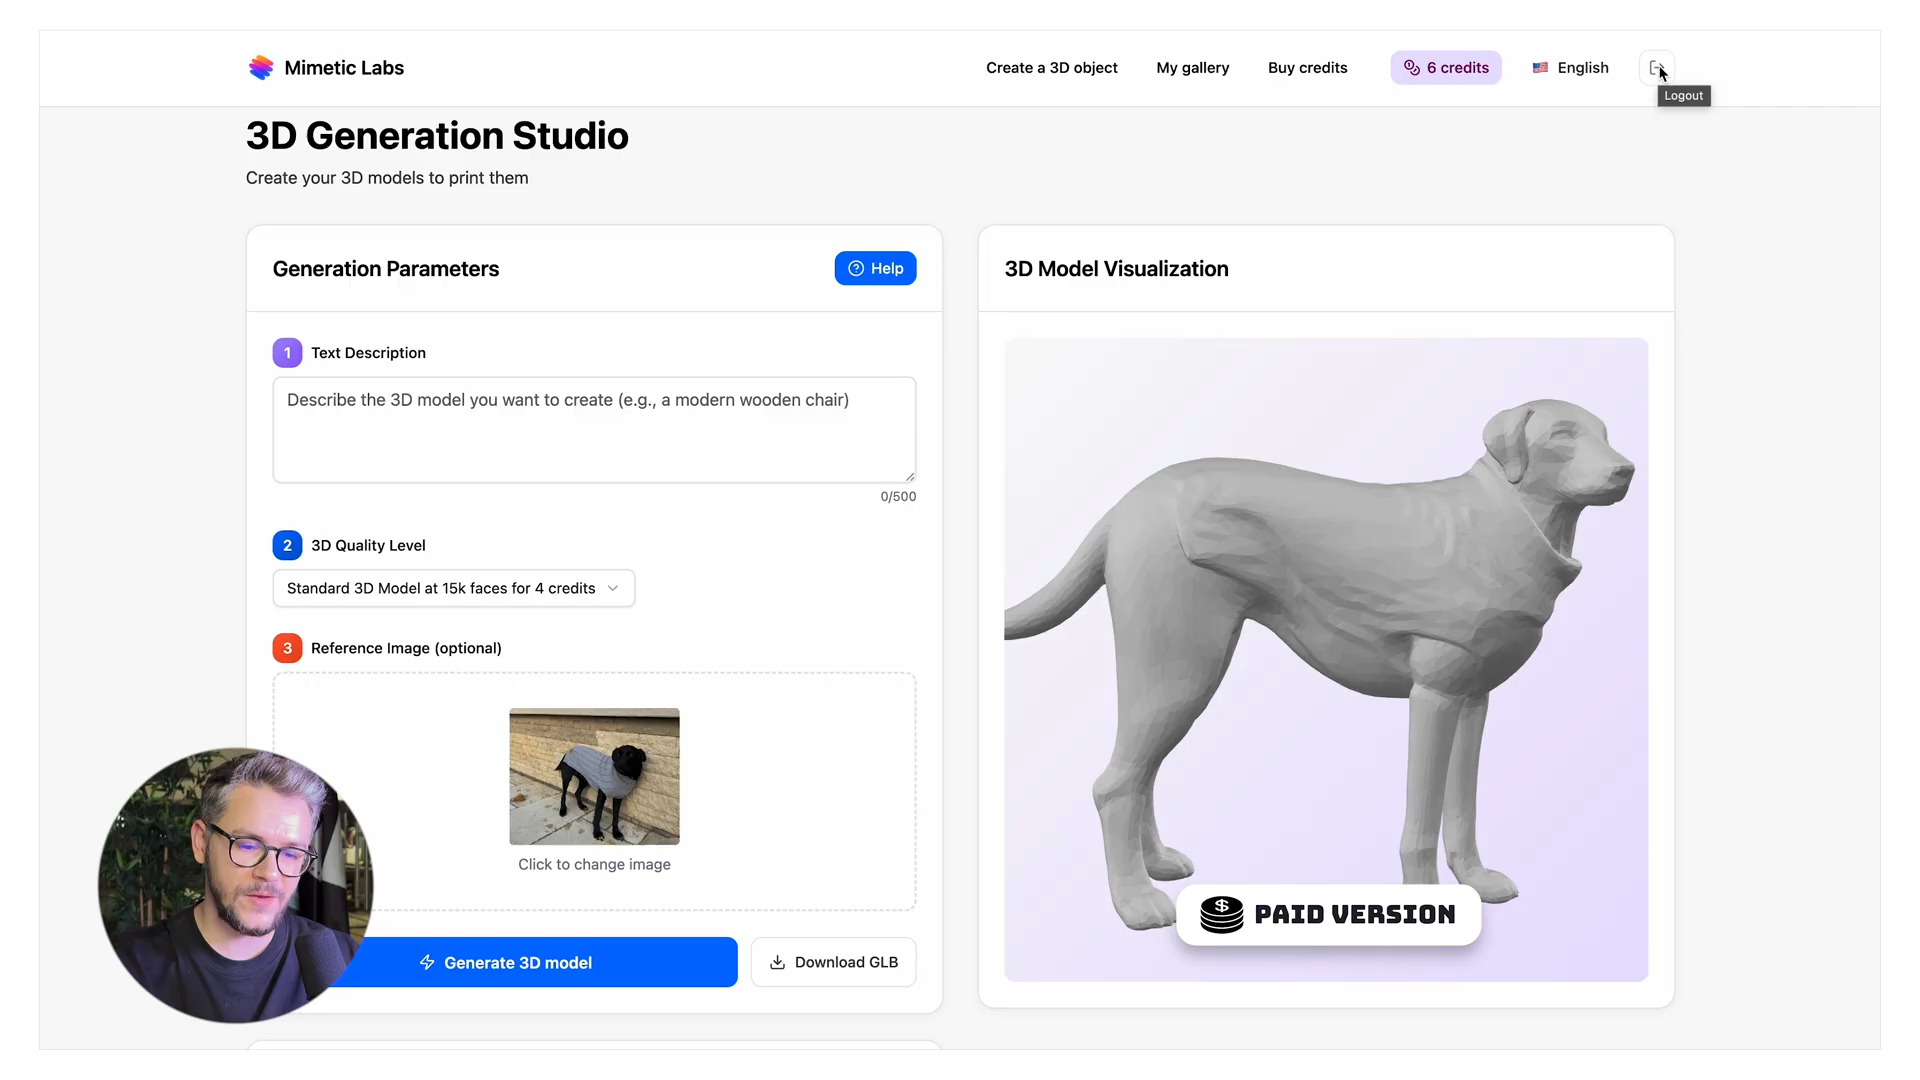 Mimetic Labs
Create a 3D object
My gallery
Buy credits
6 credits
English
Logout
3D Generation Studio
Create your 3D models to print them
Generation Parameters
Help
1 Text Description
Describe the 3D model you want to create (e.g., a modern wooden chair)
0/500
2 3D Quality Level
Standard 3D Model at 15k faces for 4 credits
3 Reference Image (optional)
Click to change image
Generate 3D model
Download GLB
3D Model Visualization
$ PAID VERSION